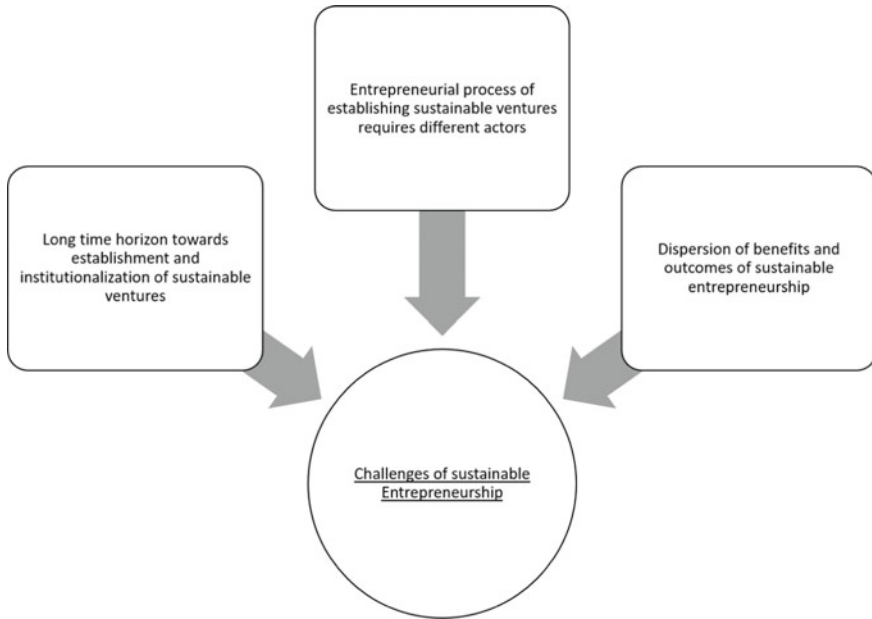 Entrepreneurial process of
establishing sustainable ventures
requires different actors
Long time horizon towards
establishment and
institutionalization of sustainable
ventures
Dispersion of benefits and
outcomes of sustainable
entrepreneurship
Challenges of sustainable
Entrepreneurship